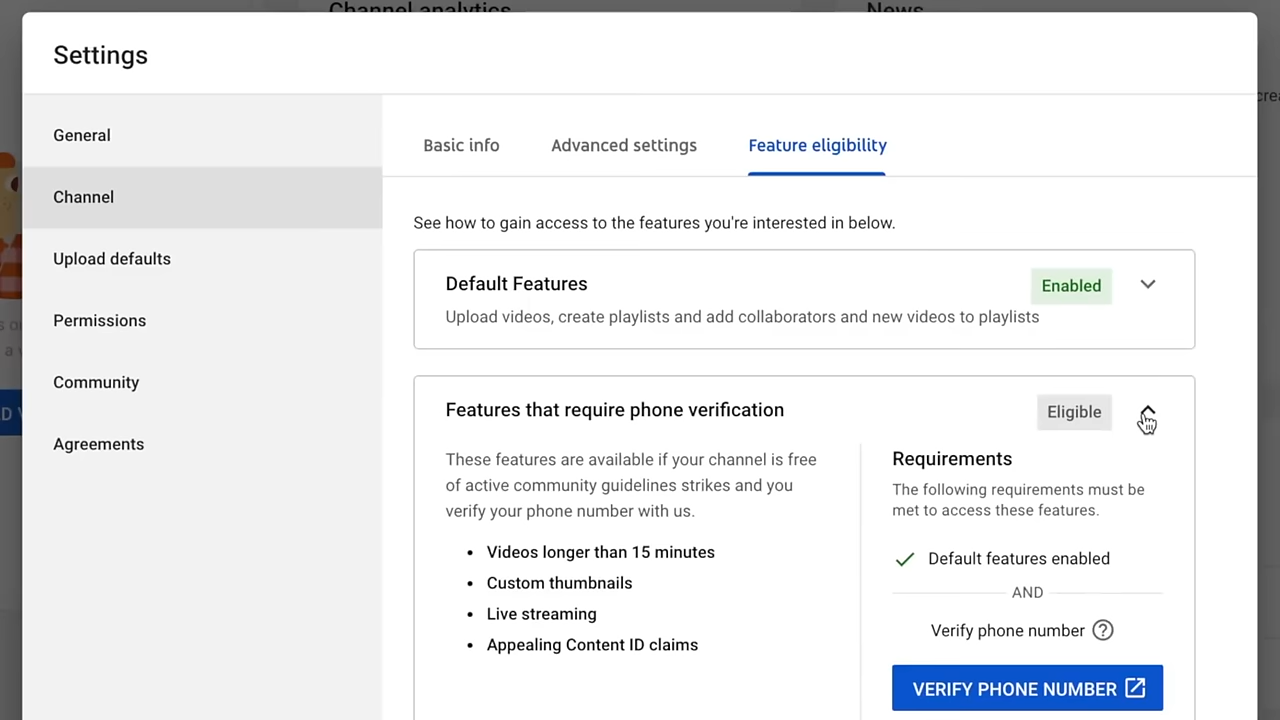 Channel analytics
News
Settings
General
Channel
Upload defaults
Permissions
Community
Agreements
Basic info
Advanced settings
Feature eligibility
See how to gain access to the features you're interested in below.
Default Features
Enabled
Upload videos, create playlists and add collaborators and new videos to playlists
Features that require phone verification
Eligible
These features are available if your channel is free
of active community guidelines strikes and you
verify your phone number with us.
• Videos longer than 15 minutes
• Custom thumbnails
• Live streaming
• Appealing Content ID claims
Requirements
The following requirements must be
met to access these features.
Default features enabled
AND
Verify phone number
VERIFY PHONE NUMBER